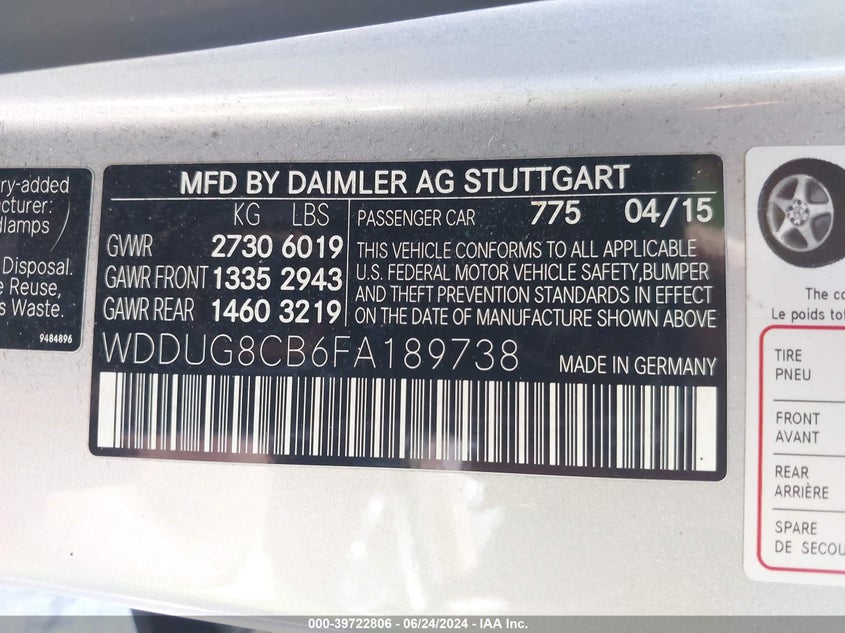 ry-added
acturer:
dlamps
Disposal.
e Reuse,
s Waste.
9484896
MFD BY DAIMLER AG STUTTGART
KG LBS
GVWR 2730 6019
GAWR FRONT 1335 2943
GAWR REAR 1460 3219
PASSENGER CAR 775 04/15
THIS VEHICLE CONFORMS TO ALL APPLICABLE
U.S. FEDERAL MOTOR VEHICLE SAFETY,BUMPER
AND THEFT PREVENTION STANDARDS IN EFFECT
ON THE DATE OF MANUFACTURE SHOWN ABOVE
WDDUG8CB6FA189738 MADE IN GERMANY
The co
Le poids tot
TIRE
PNEU
FRONT
AVANT
REAR
ARRIÈRE
SPARE
DE SECOU
000-39722806 - 06/24/2024 - IAA Inc.